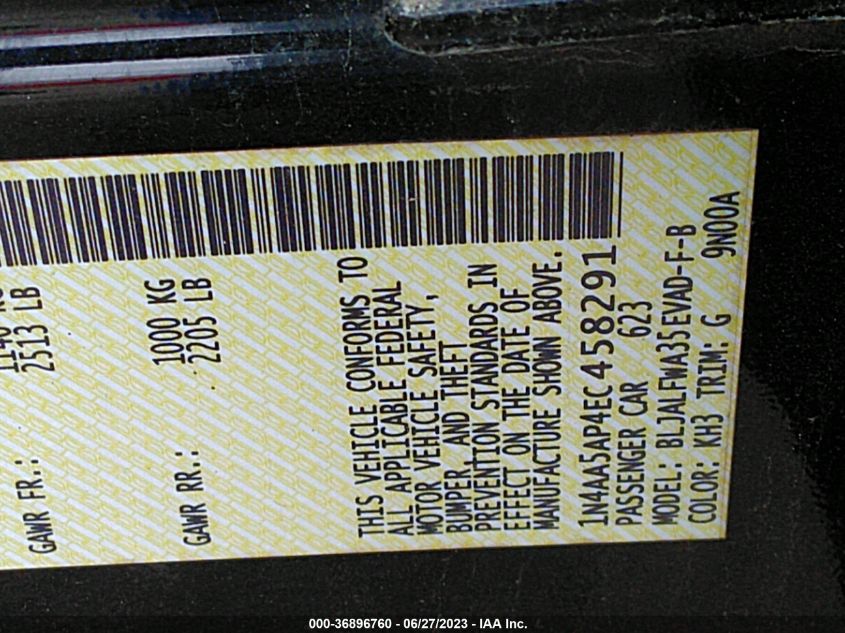 2513 LB
GAWR FR.:
1000 KG
GAWR RR.: 2205 LB
THIS VEHICLE CONFORMS TO
ALL APPLICABLE FEDERAL
MOTOR VEHICLE SAFETY,
BUMPER, AND THEFT
PREVENTION STANDARDS IN
EFFECT ON THE DATE OF
MANUFACTURE SHOWN ABOVE.
1N4AA5AP4EC458291
PASSENGER CAR 623
MODEL: BLJALFWA35EVAD-F-B
COLOR: KH3 TRIM: G 9N00A
000-36896760 - 06/27/2023 - IAA Inc.